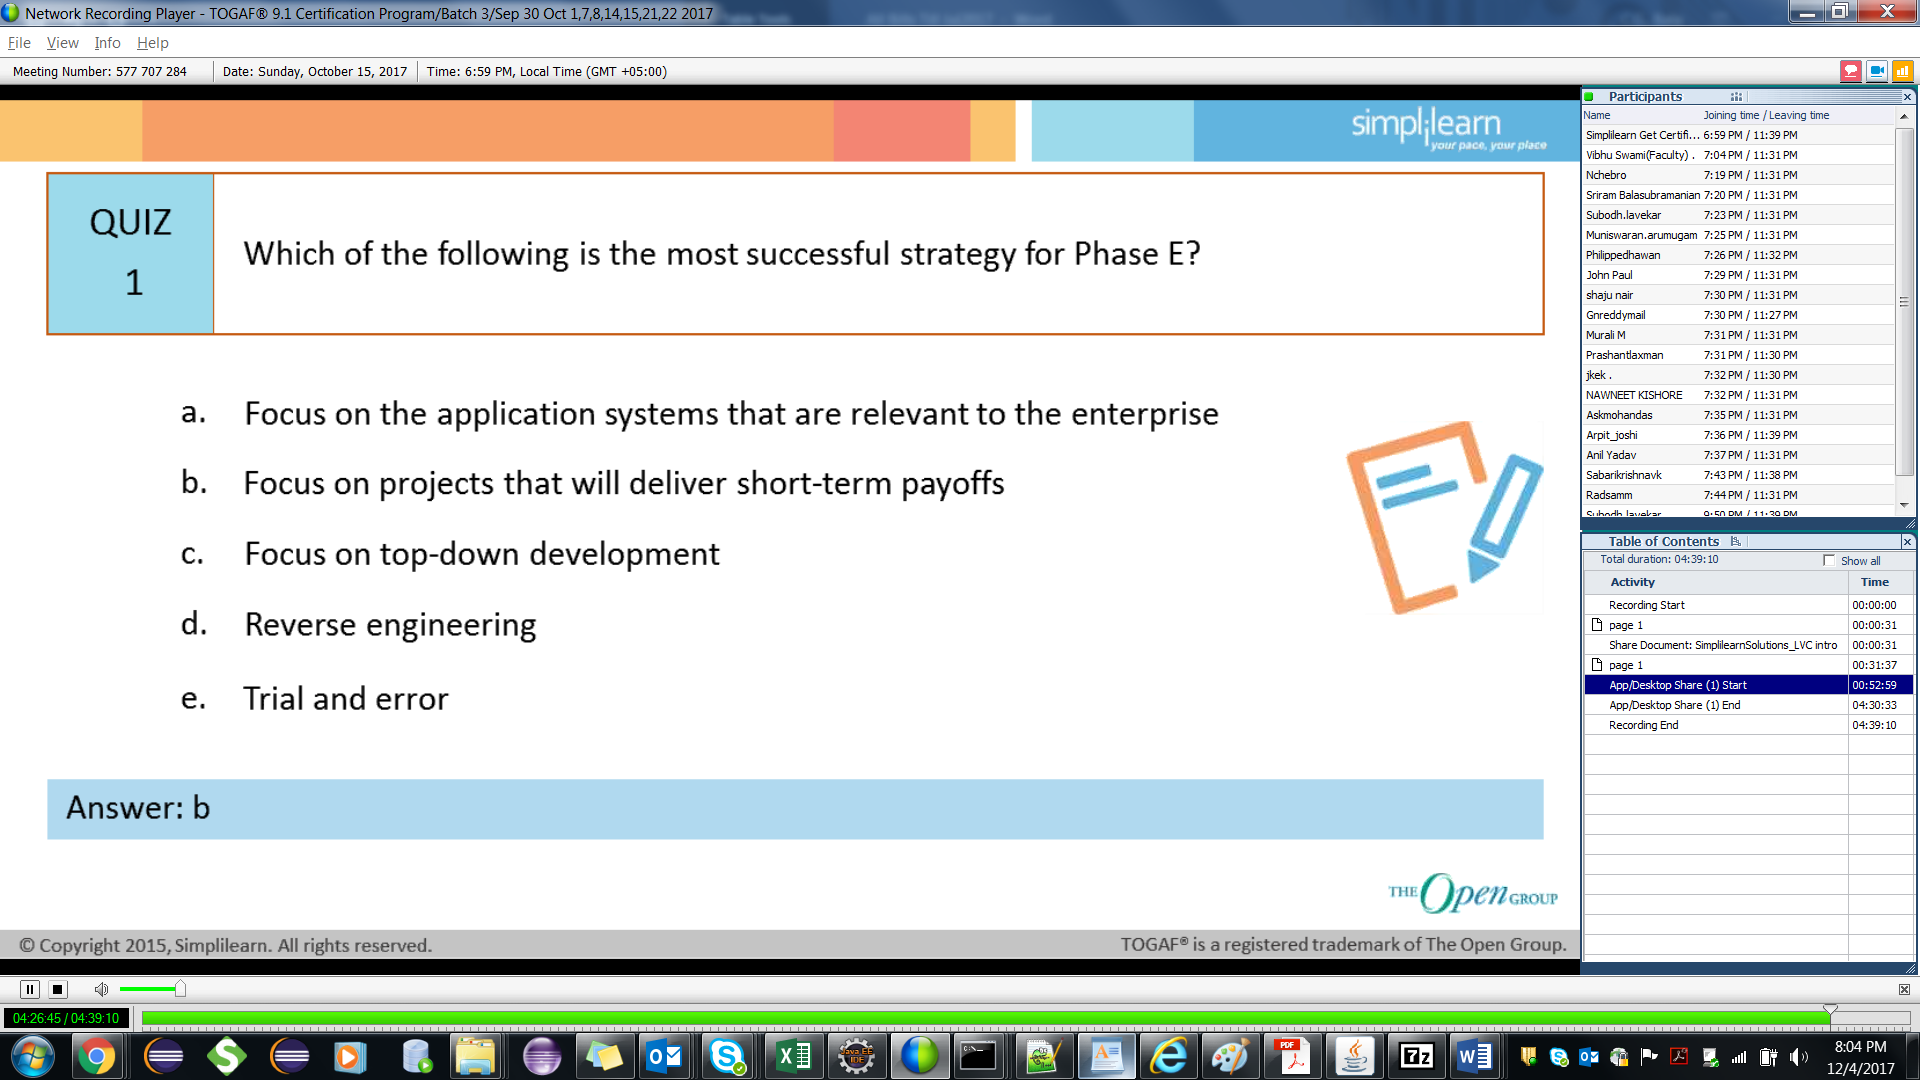 Network Recording Player - TOGAF® 9.1 Certification Program/Batch 3/Sep 30 Oct 1,7,8,14,15,21,22 2017
File View Info Help
Meeting Number: 577 707 284 Date: Sunday, October 15, 2017 Time: 6:59 PM, Local Time (GMT +05:00)
simplilearn
your pace, your place
QUIZ
1
Which of the following is the most successful strategy for Phase E?
a. Focus on the application systems that are relevant to the enterprise
b. Focus on projects that will deliver short-term payoffs
c. Focus on top-down development
d. Reverse engineering
e. Trial and error
Answer: b
THE Open GROUP
© Copyright 2015, Simplilearn. All rights reserved.
TOGAF® is a registered trademark of The Open Group.
Participants
Name Joining time / Leaving time
Simplilearn Get Certifi... 6:59 PM / 11:39 PM
Vibhu Swami(Faculty) . 7:04 PM / 11:31 PM
Nchebro 7:19 PM / 11:31 PM
Sriram Balasubramanian 7:20 PM / 11:31 PM
Subodh.lavekar 7:23 PM / 11:31 PM
Muniswaran.arumugam 7:25 PM / 11:31 PM
Philippedhawan 7:26 PM / 11:32 PM
John Paul 7:29 PM / 11:31 PM
shaju nair 7:30 PM / 11:31 PM
Gnreddymail 7:30 PM / 11:27 PM
Murali M 7:31 PM / 11:31 PM
Prashantlaxman 7:31 PM / 11:30 PM
jkek . 7:32 PM / 11:30 PM
NAWNEET KISHORE 7:32 PM / 11:31 PM
Askmohandas 7:35 PM / 11:31 PM
Arpit_joshi 7:36 PM / 11:39 PM
Anil Yadav 7:37 PM / 11:31 PM
Sabarikrishnavk 7:43 PM / 11:38 PM
Radsamm 7:44 PM / 11:31 PM
Subodh.lavekar 9:50 PM / 11:39 PM
Table of Contents
Total duration: 04:39:10 Show all
Activity Time
Recording Start 00:00:00
page 1 00:00:31
Share Document: SimplilearnSolutions_LVC intro 00:00:31
page 1 00:31:37
App/Desktop Share (1) Start 00:52:59
App/Desktop Share (1) End 04:30:33
Recording End 04:39:10
04:26:45 / 04:39:10
8:04 PM
12/4/2017